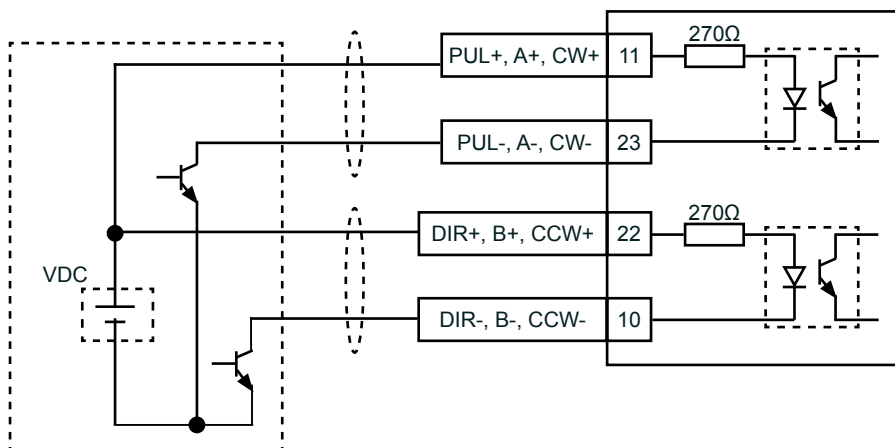 270Ω
PUL+, A+, CW+ 11
PUL-, A-, CW- 23
270Ω
DIR+, B+, CCW+ 22
VDC
DIR-, B-, CCW- 10